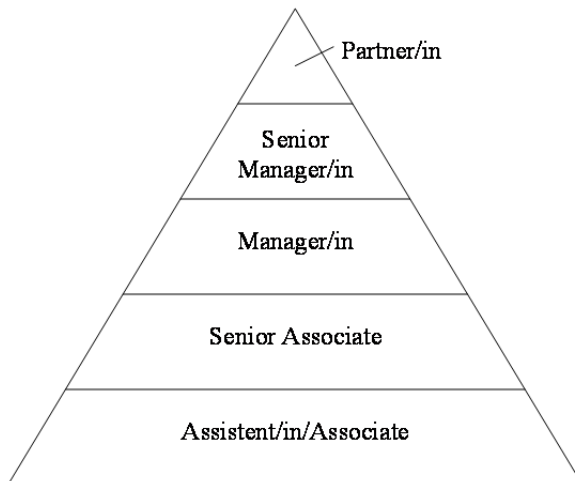 Partner/in
Senior
Manager/in
Manager/in
Senior Associate
Assistent/in/Associate